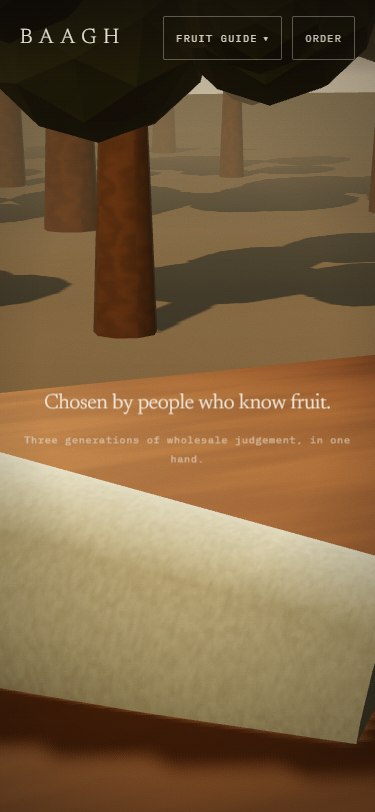 BAAGH
FRUIT GUIDE ▾
ORDER
Chosen by people who know fruit.
Three generations of wholesale judgement, in one
hand.